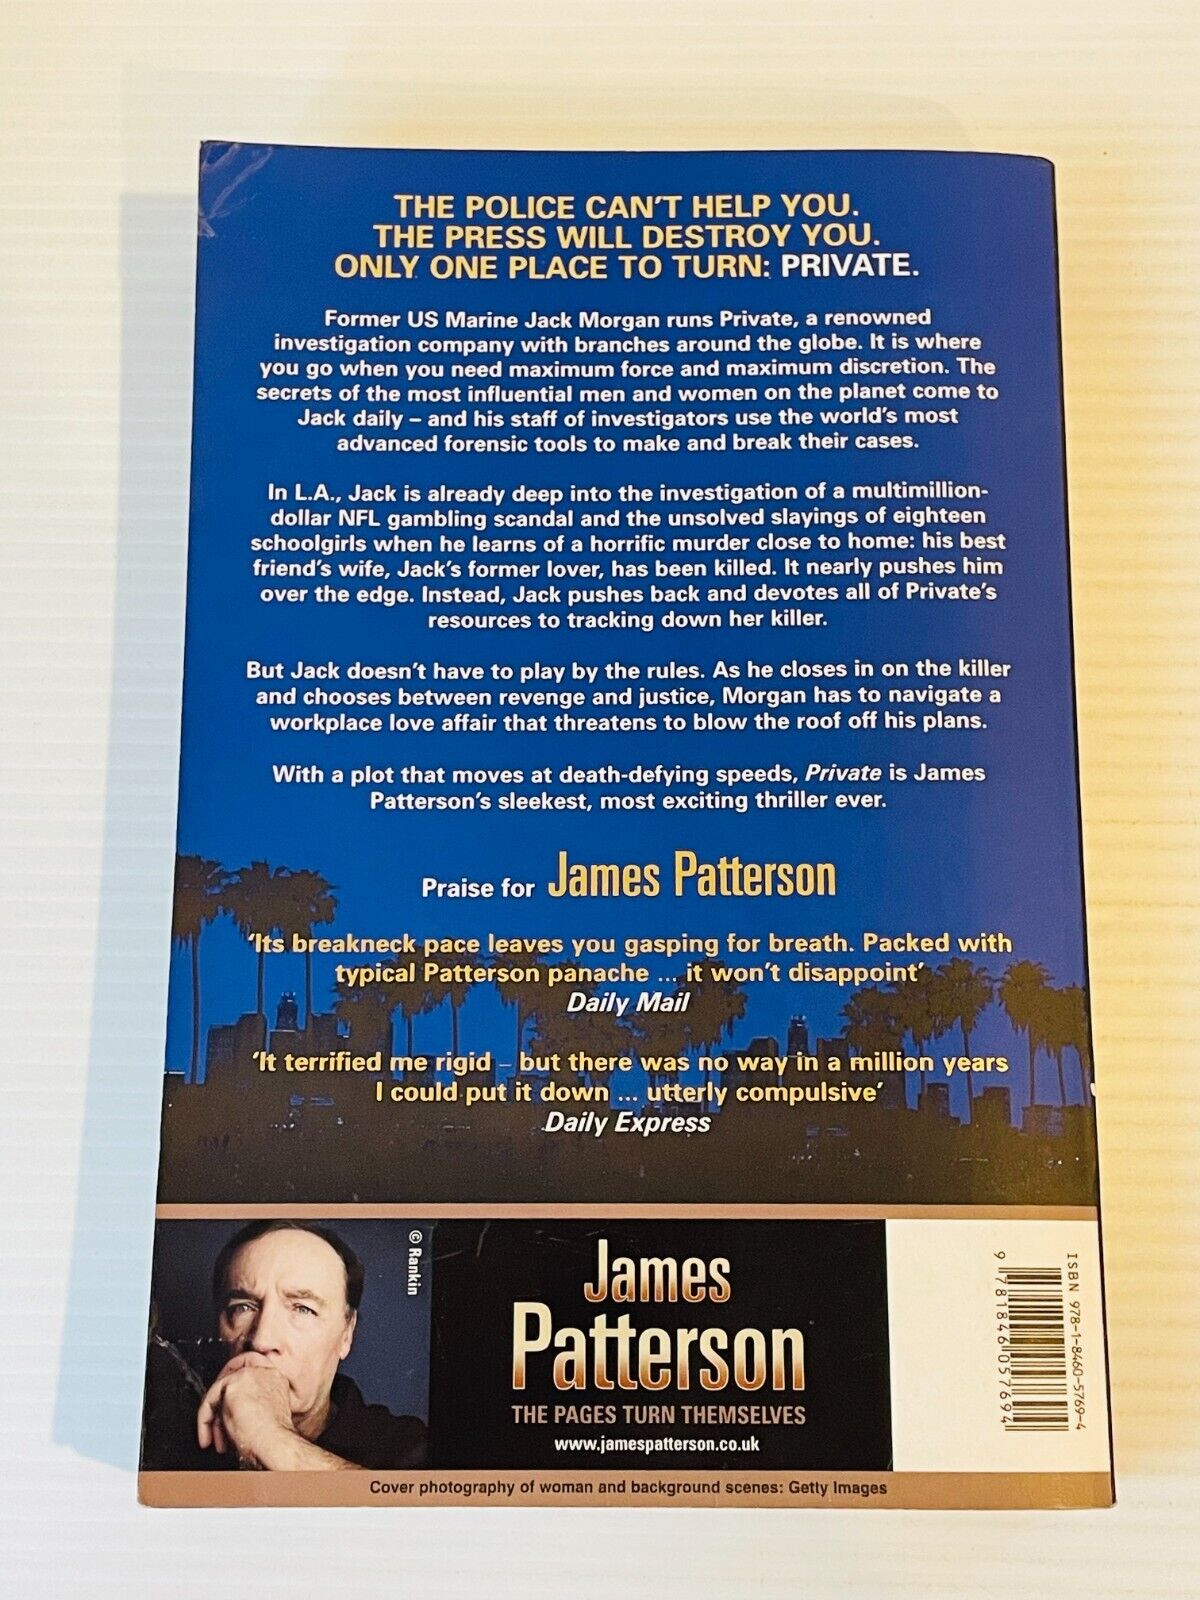 THE POLICE CAN'T HELP YOU.
THE PRESS WILL DESTROY YOU.
ONLY ONE PLACE TO TURN: PRIVATE.
Former US Marine Jack Morgan runs Private, a renowned
investigation company with branches around the globe. It is where
you go when you need maximum force and maximum discretion. The
secrets of the most influential men and women on the planet come to
Jack daily – and his staff of investigators use the world's most
advanced forensic tools to make and break their cases.
In L.A., Jack is already deep into the investigation of a multimillion-
dollar NFL gambling scandal and the unsolved slayings of eighteen
schoolgirls when he learns of a horrific murder close to home: his best
friend's wife, Jack's former lover, has been killed. It nearly pushes him
over the edge. Instead, Jack pushes back and devotes all of Private's
resources to tracking down her killer.
But Jack doesn't have to play by the rules. As he closes in on the killer
and chooses between revenge and justice, Morgan has to navigate a
workplace love affair that threatens to blow the roof off his plans.
With a plot that moves at death-defying speeds, Private is James
Patterson's sleekest, most exciting thriller ever.
Praise for James Patterson
'Its breakneck pace leaves you gasping for breath. Packed with
typical Patterson panache ... it won't disappoint'
Daily Mail
'It terrified me rigid – but there was no way in a million years
I could put it down ... utterly compulsive'
Daily Express
© Rankin
James
Patterson
THE PAGES TURN THEMSELVES
www.jamespatterson.co.uk
ISBN 978-1-8460-5769-4
9 781846 057694
Cover photography of woman and background scenes: Getty Images